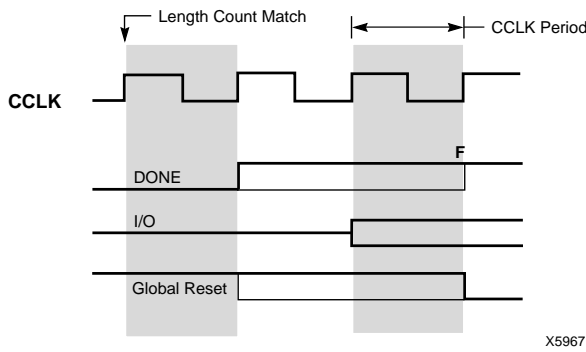 Length Count Match
CCLK Period
CCLK
F
DONE
I/O
Global Reset
X5967